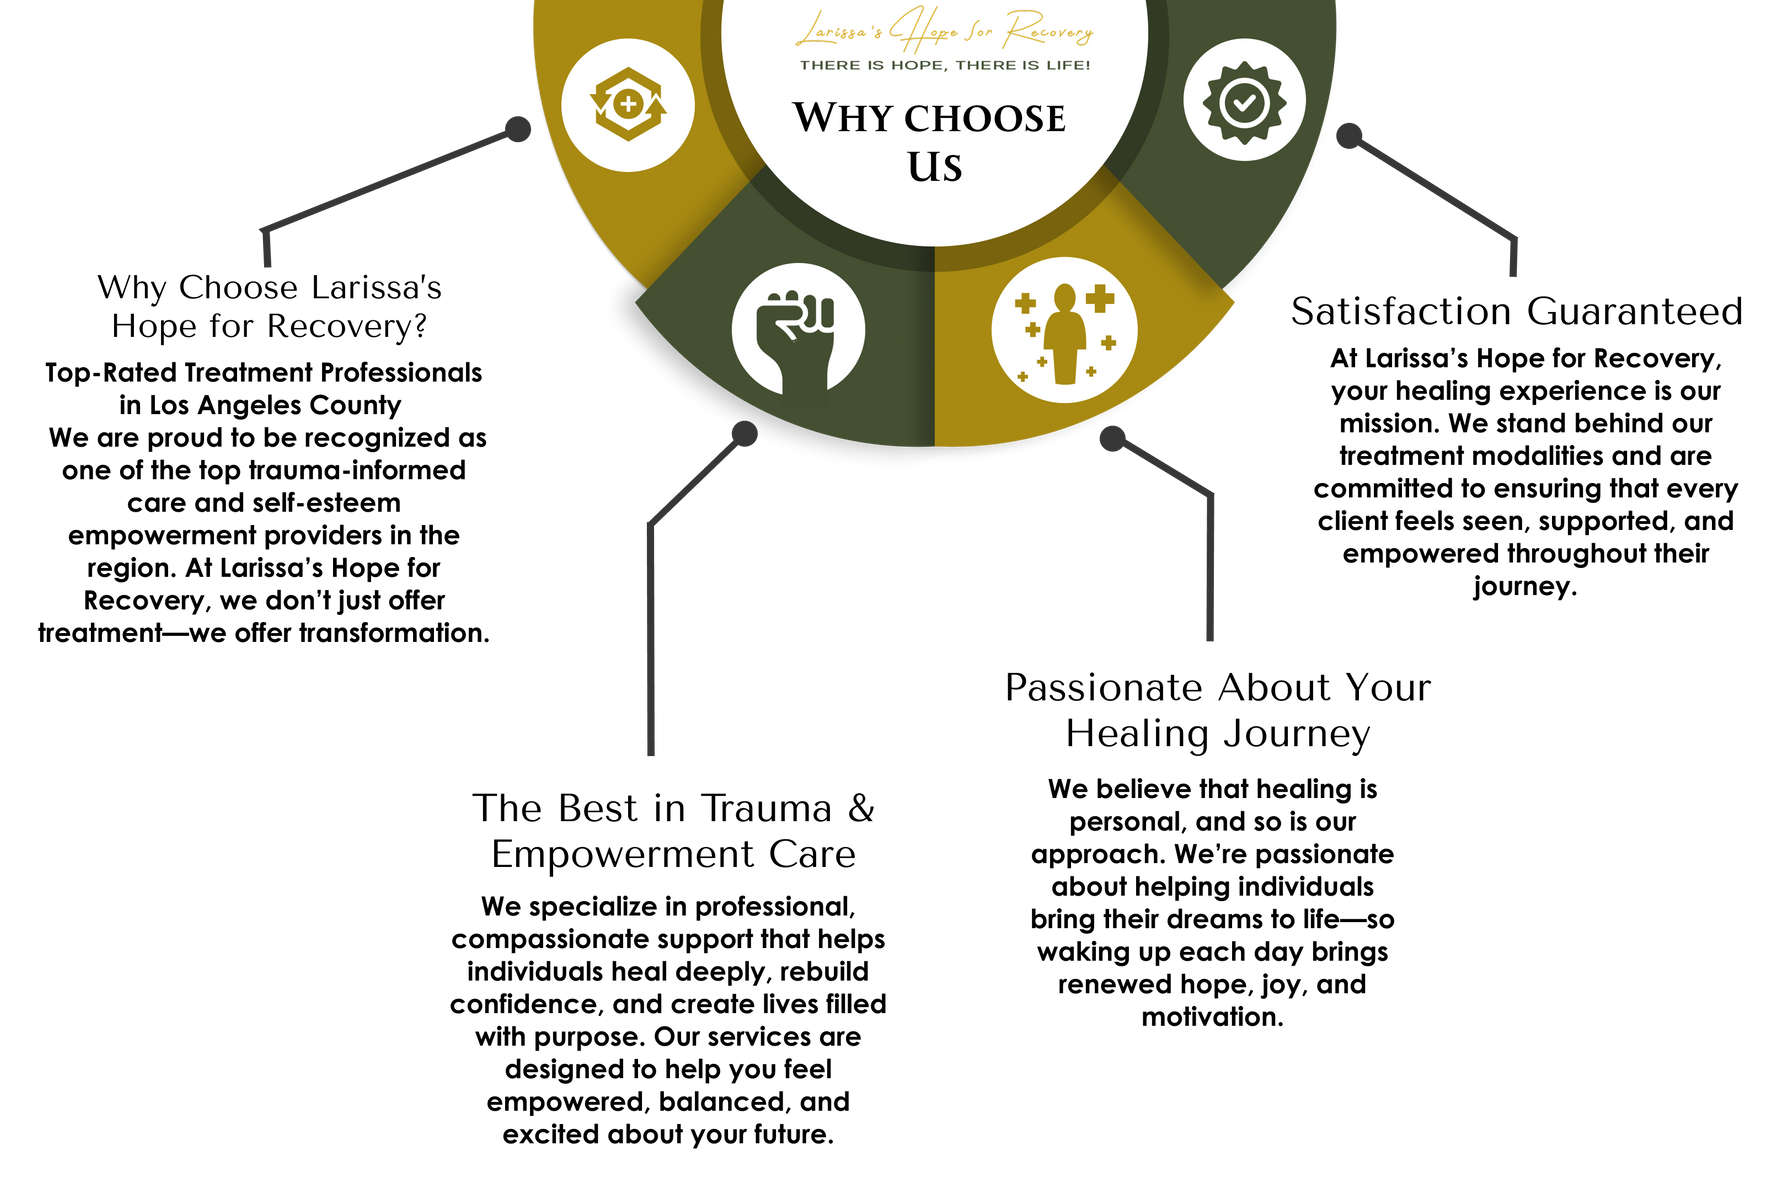 Larissa's Hope for Recovery
THERE IS HOPE, THERE IS LIFE!
WHY CHOOSE
US
Why Choose Larissa's
Hope for Recovery?
Top-Rated Treatment Professionals
in Los Angeles County
We are proud to be recognized as
one of the top trauma-informed
care and self-esteem
empowerment providers in the
region. At Larissa’s Hope for
Recovery, we don’t just offer
treatment—we offer transformation.
The Best in Trauma &
Empowerment Care
We specialize in professional,
compassionate support that helps
individuals heal deeply, rebuild
confidence, and create lives filled
with purpose. Our services are
designed to help you feel
empowered, balanced, and
excited about your future.
Passionate About Your
Healing Journey
We believe that healing is
personal, and so is our
approach. We’re passionate
about helping individuals
bring their dreams to life—so
waking up each day brings
renewed hope, joy, and
motivation.
Satisfaction Guaranteed
At Larissa’s Hope for Recovery,
your healing experience is our
mission. We stand behind our
treatment modalities and are
committed to ensuring that every
client feels seen, supported, and
empowered throughout their
journey.